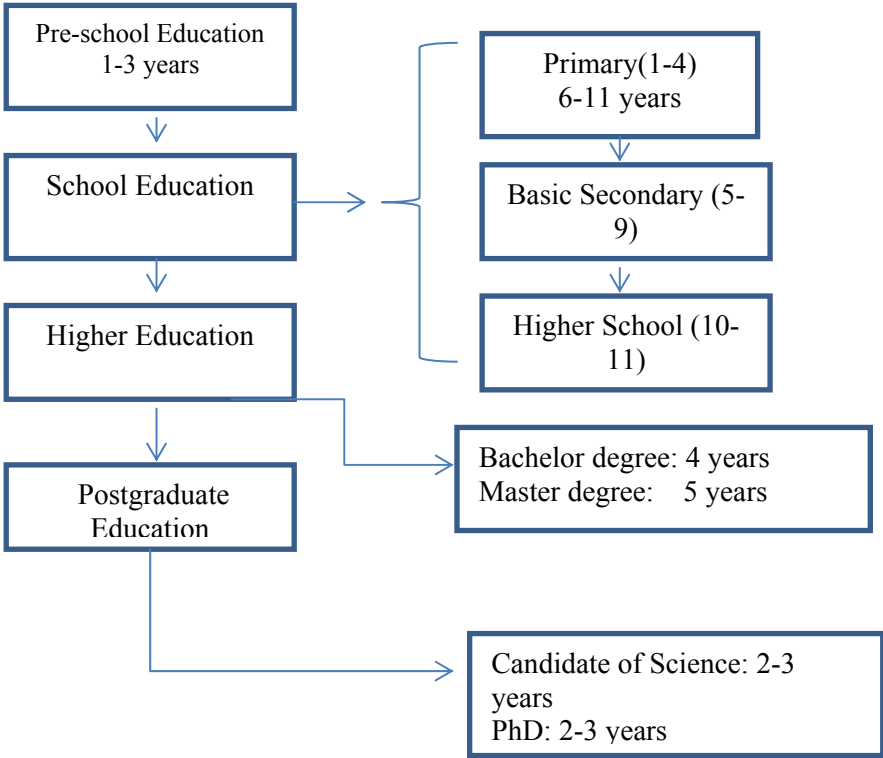 Pre-school Education
1-3 years
School Education
Higher Education
Postgraduate
Education
Primary(1-4)
6-11 years
Basic Secondary (5-
9)
Higher School (10-
11)
Bachelor degree: 4 years
Master degree: 5 years
Candidate of Science: 2-3
years
PhD: 2-3 years